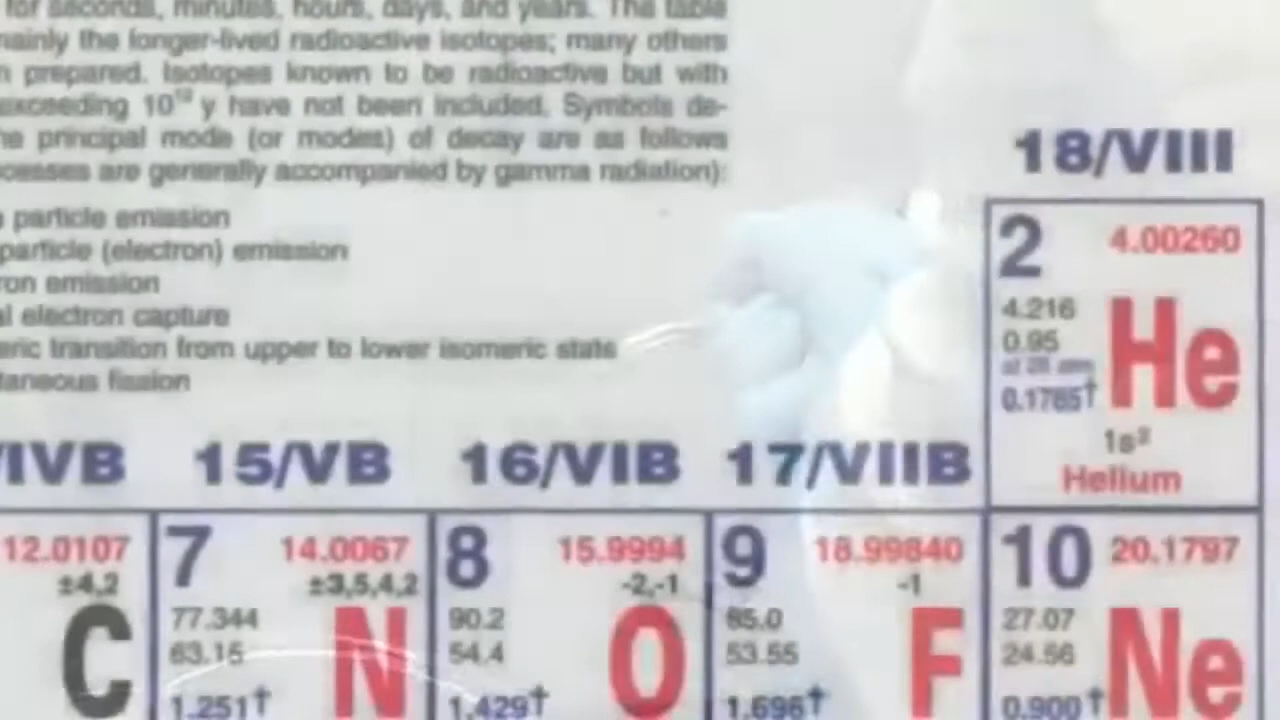 for seconds, minutes, hours, days, and years. The table
mainly the longer-lived radioactive isotopes; many others
prepared. Isotopes known to be radioactive but with
exceeding 10 y have not been included. Symbols de-
principal mode (or modes) of decay are as follows
are generally accompanied by gamma radiation):
particle emission
particle (electron) emission
emission
electron capture
transition from upper to lower isomeric state
fission
18/VIII
2 4.00260
4.216
0.95
0.1785†
He
1s²
Helium
/IVB 15/VB 16/VIB 17/VIIB
12.0107
±4,2
C
7 14.0067
±3,5,4,2
77.344
63.15
1.251†
N
8 15.9994
-2,-1
90.2
54.4
1.429†
O
9 18.99840
-1
85.0
53.55
1.696†
F
10 20.1797
27.07
24.56
0.900†
Ne